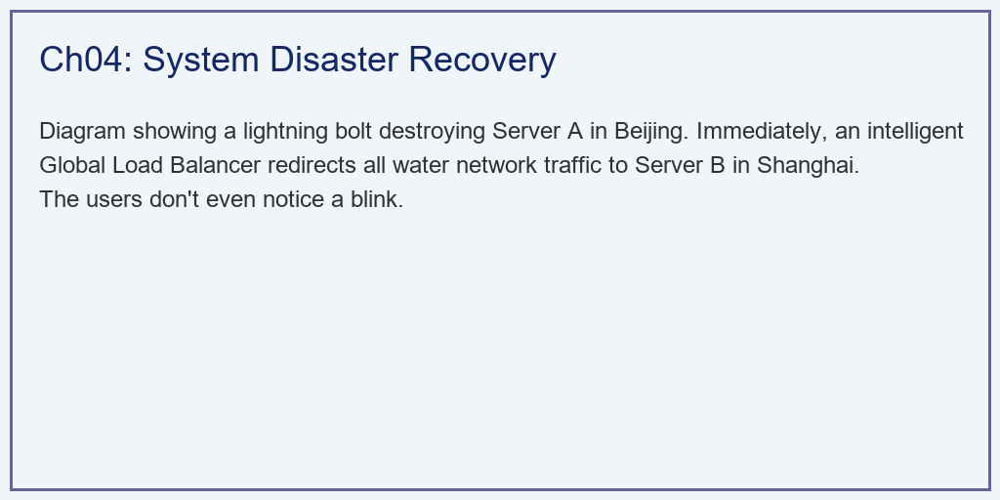 Ch04: System Disaster Recovery
Diagram showing a lightning bolt destroying Server A in Beijing. Immediately, an intelligent
Global Load Balancer redirects all water network traffic to Server B in Shanghai.
The users don't even notice a blink.